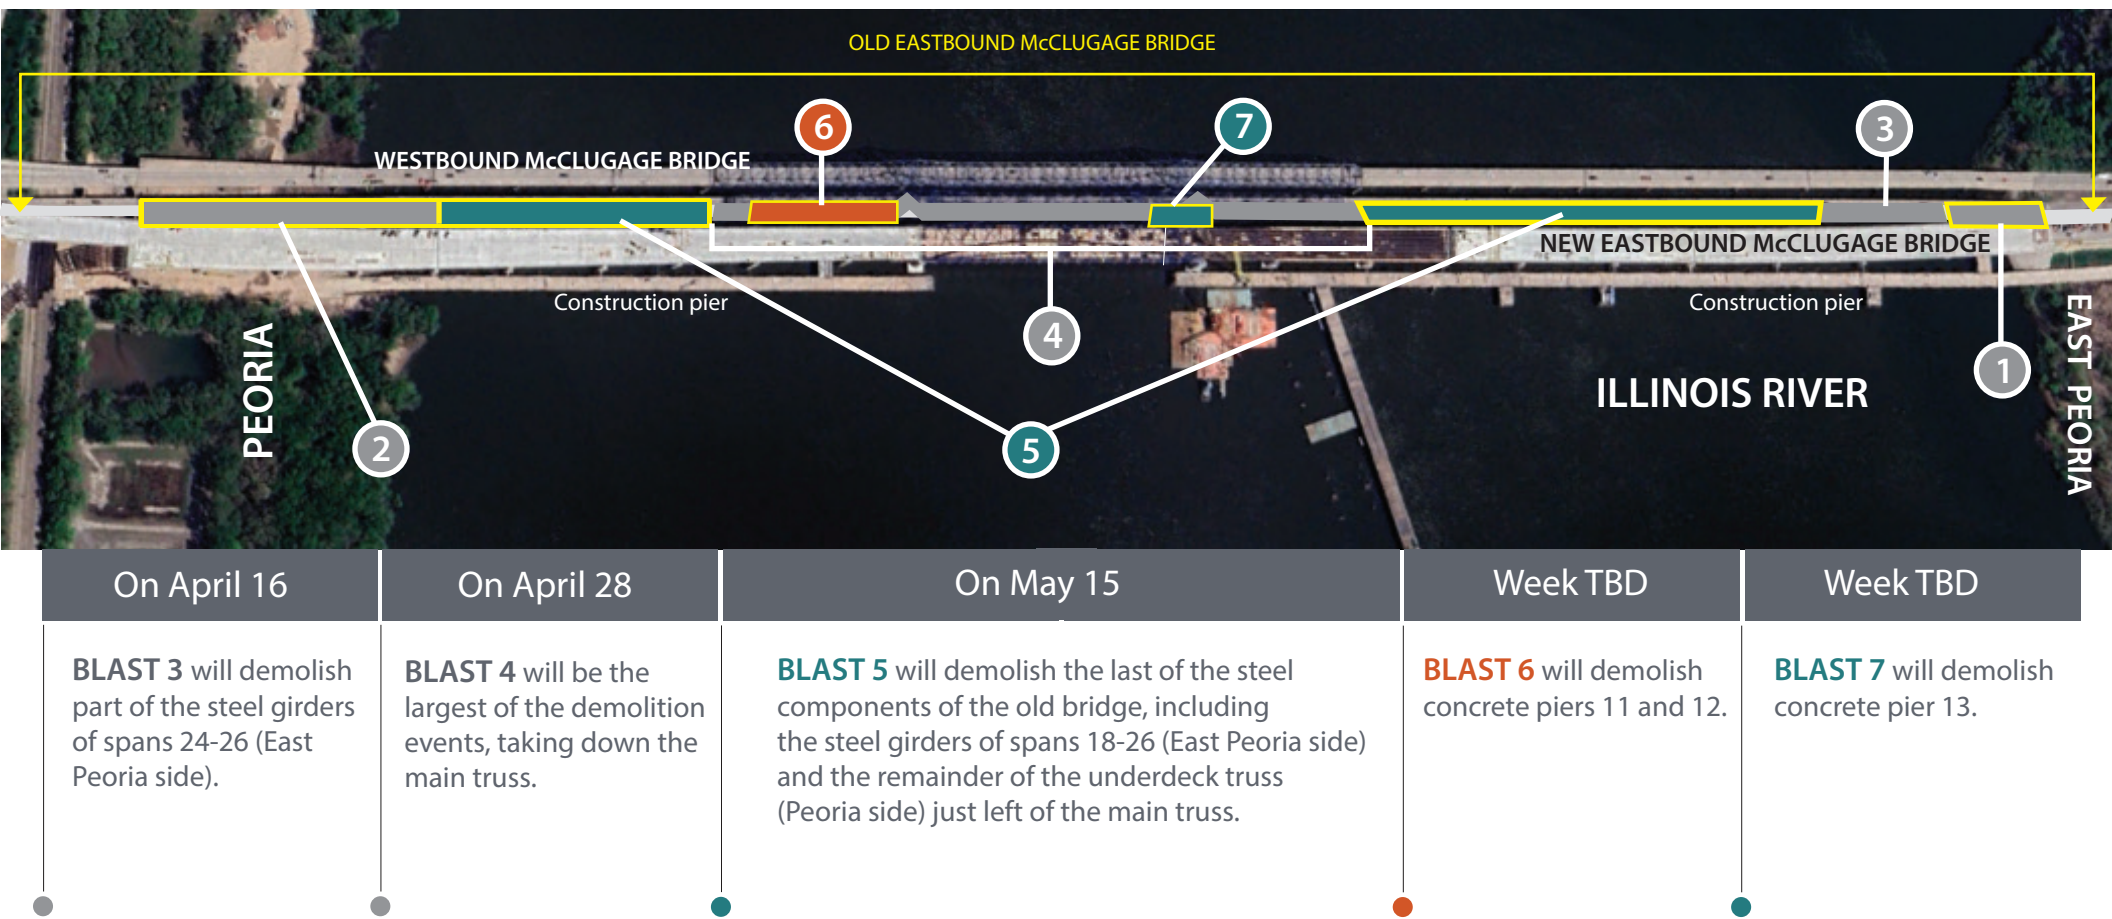 OLD EASTBOUND McCLUGAGE BRIDGE
6
7
3
WESTBOUND McCLUGAGE BRIDGE
NEW EASTBOUND McCLUGAGE BRIDGE
Construction pier
Construction pier
4
1
PEORIA
ILLINOIS RIVER
EAST PEORIA
2
5
On April 16
On April 28
On May 15
Week TBD
Week TBD
BLAST 3 will demolish
part of the steel girders
of spans 24-26 (East
Peoria side).
BLAST 4 will be the
largest of the demolition
events, taking down the
main truss.
BLAST 5 will demolish the last of the steel
components of the old bridge, including
the steel girders of spans 18-26 (East Peoria side)
and the remainder of the underdeck truss
(Peoria side) just left of the main truss.
BLAST 6 will demolish
concrete piers 11 and 12.
BLAST 7 will demolish
concrete pier 13.